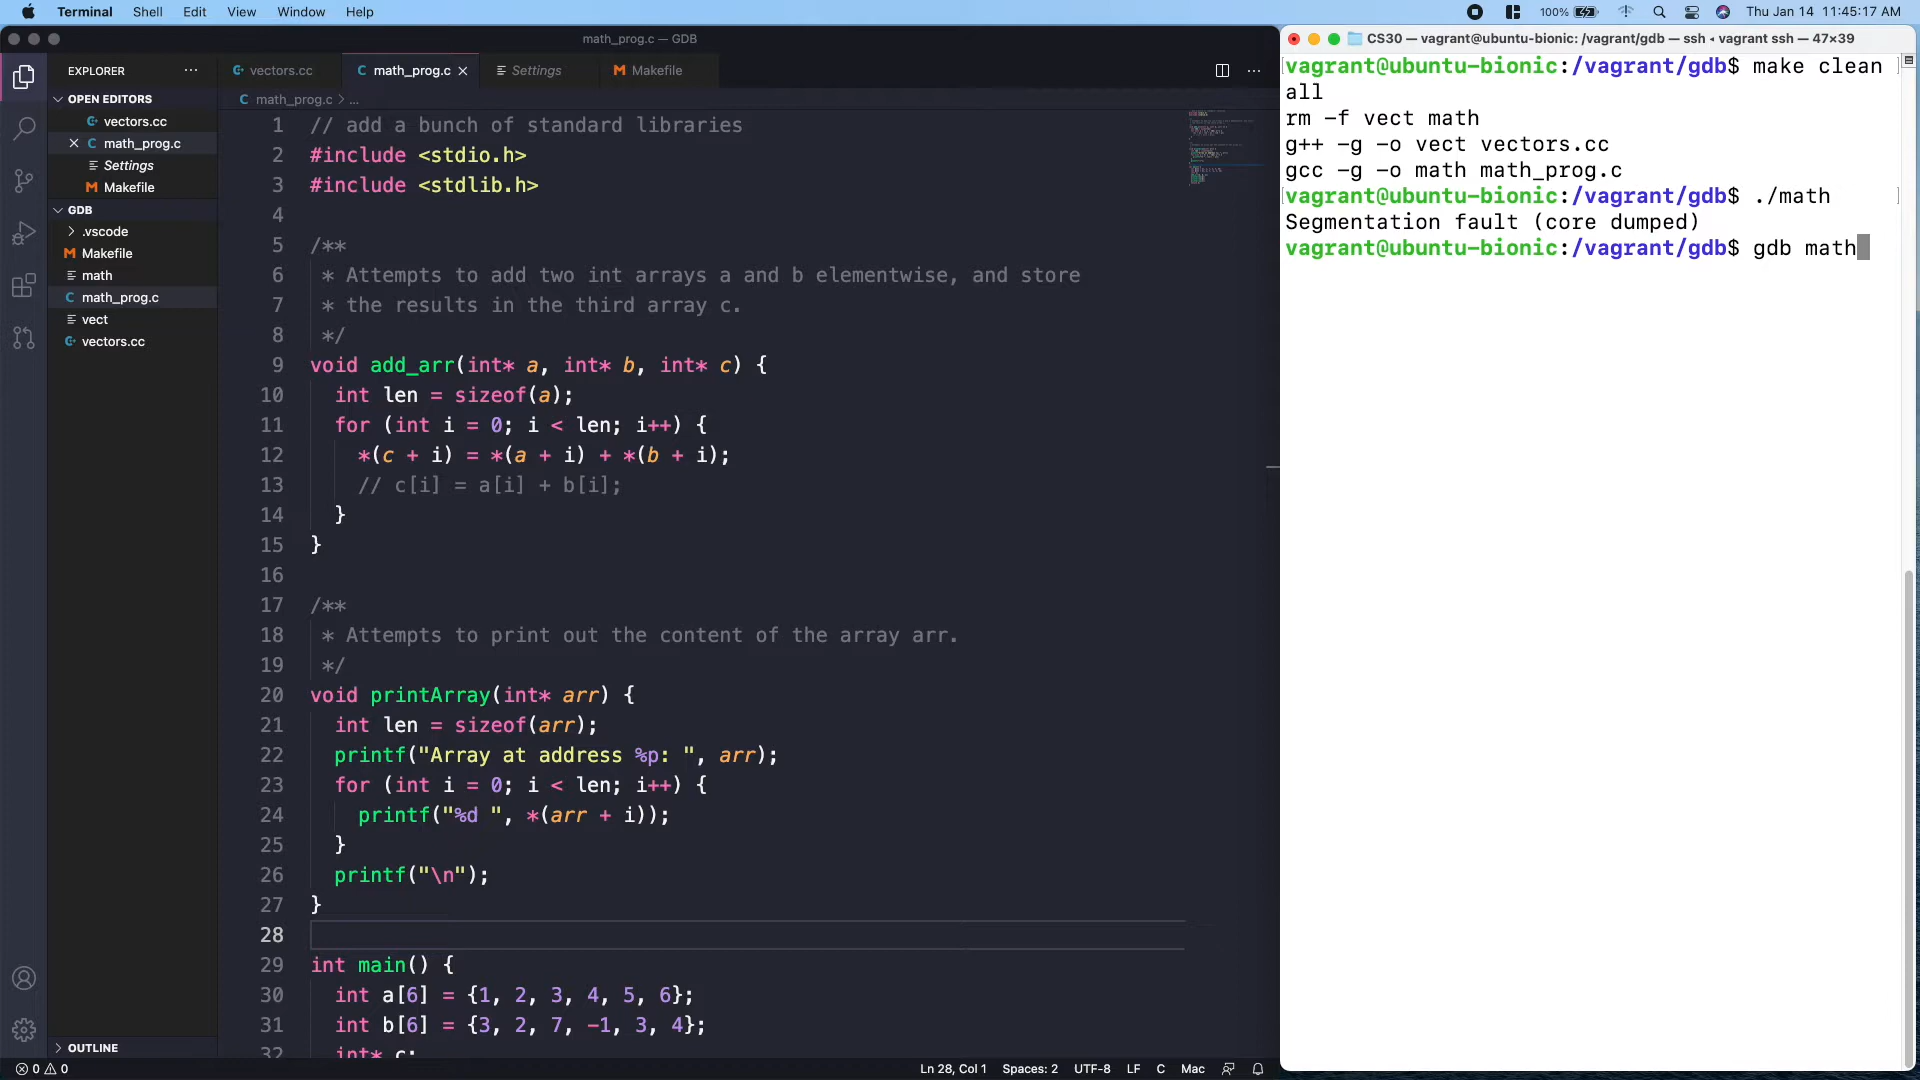 Terminal Shell Edit View Window Help
100% Thu Jan 14 11:45:17 AM
math_prog.c — GDB
EXPLORER
OPEN EDITORS
vectors.cc
math_prog.c
Settings
Makefile
GDB
.vscode
Makefile
math
math_prog.c
vect
vectors.cc
OUTLINE
vectors.cc math_prog.c Settings Makefile
math_prog.c > ...
1 // add a bunch of standard libraries
2 #include <stdio.h>
3 #include <stdlib.h>
4
5 /**
6 * Attempts to add two int arrays a and b elementwise, and store
7 * the results in the third array c.
8 */
9 void add_arr(int* a, int* b, int* c) {
10 int len = sizeof(a);
11 for (int i = 0; i < len; i++) {
12 *(c + i) = *(a + i) + *(b + i);
13 // c[i] = a[i] + b[i];
14 }
15 }
16
17 /**
18 * Attempts to print out the content of the array arr.
19 */
20 void printArray(int* arr) {
21 int len = sizeof(arr);
22 printf("Array at address %p: ", arr);
23 for (int i = 0; i < len; i++) {
24 printf("%d ", *(arr + i));
25 }
26 printf("\n");
27 }
28
29 int main() {
30 int a[6] = {1, 2, 3, 4, 5, 6};
31 int b[6] = {3, 2, 7, -1, 3, 4};
32 int* c;
0 0
Ln 28, Col 1 Spaces: 2 UTF-8 LF C Mac
CS30 — vagrant@ubuntu-bionic: /vagrant/gdb — ssh ◂ vagrant ssh — 47×39
[vagrant@ubuntu-bionic:/vagrant/gdb$ make clean ]
all
rm -f vect math
g++ -g -o vect vectors.cc
gcc -g -o math math_prog.c
[vagrant@ubuntu-bionic:/vagrant/gdb$ ./math ]
Segmentation fault (core dumped)
vagrant@ubuntu-bionic:/vagrant/gdb$ gdb math